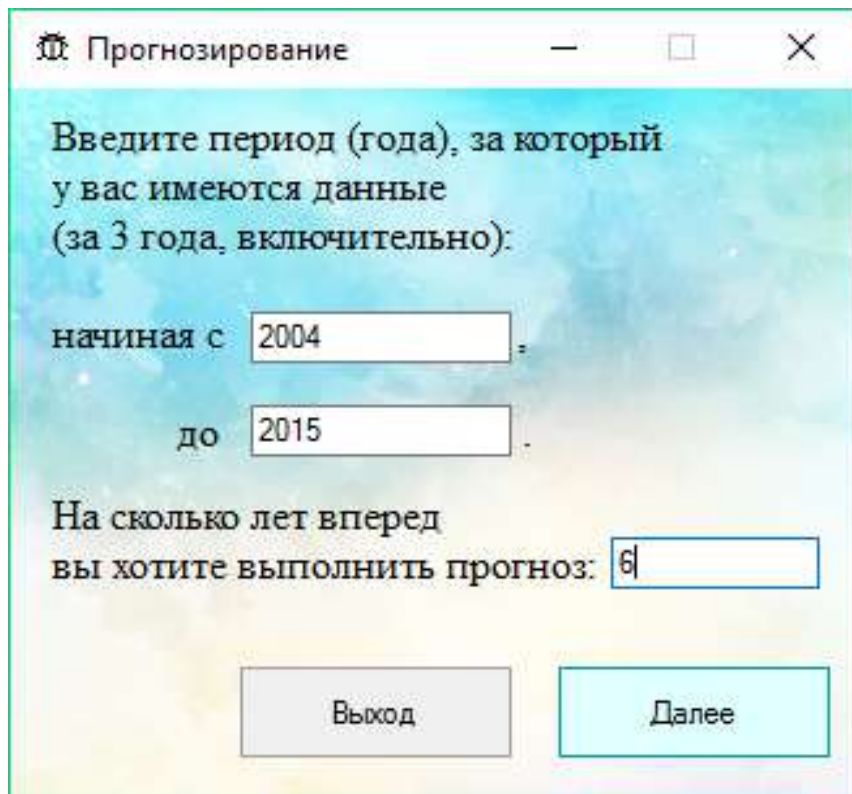 Прогнозирование
Введите период (года), за который
у вас имеются данные
(за 3 года, включительно):
начиная с 2004 ,
до 2015 .
На сколько лет вперед
вы хотите выполнить прогноз: 6
Выход Далее